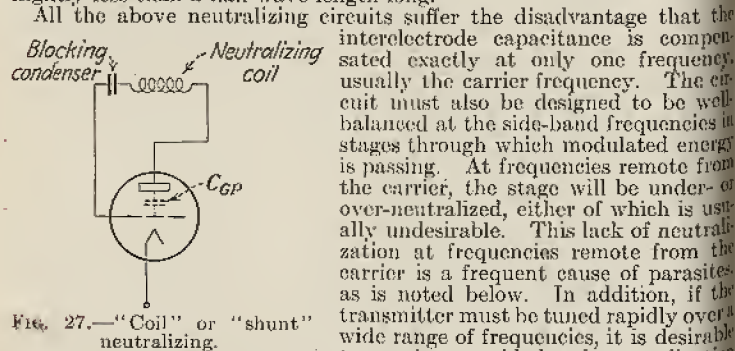 All the above neutralizing circuits suffer the disadvantage that the
interelectrode capacitance is compen-
sated exactly at only one frequency,
usually the carrier frequency. The cir-
cuit must also be designed to be well-
balanced at the side-band frequencies in
stages through which modulated energy
is passing. At frequencies remote from
the carrier, the stage will be under- or
over-neutralized, either of which is usu-
ally undesirable. This lack of neutrali-
zation at frequencies remote from the
carrier is a frequent cause of parasites,
as is noted below. In addition, if the
transmitter must be tuned rapidly over a
wide range of frequencies, it is desirable
Blocking
condenser
Neutralizing
coil
CGP
FIG. 27.—"Coil" or "shunt"
neutralizing.